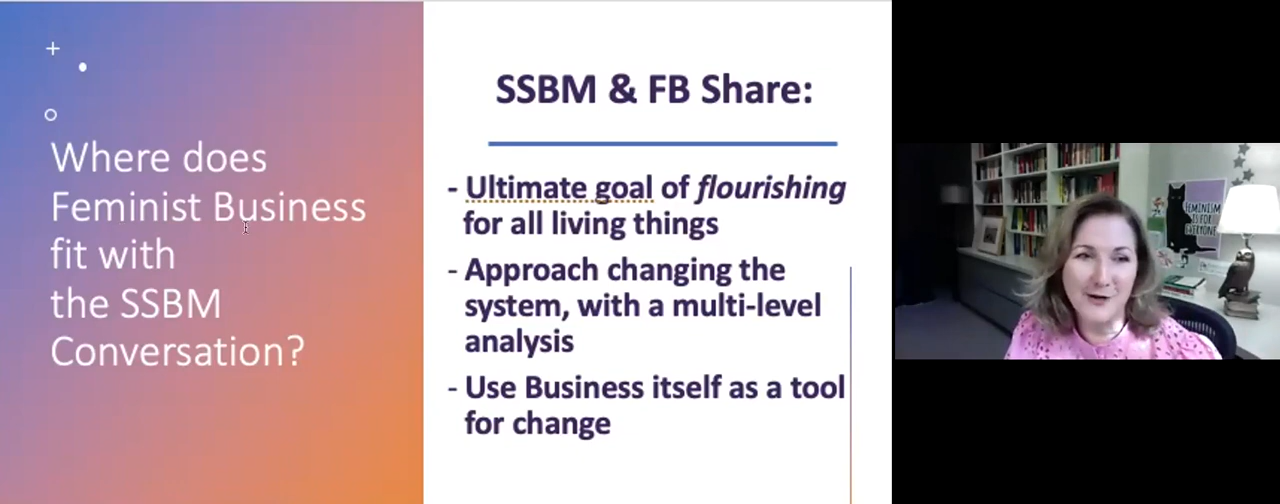 Where does
Feminist Business
fit with
the SSBM
Conversation?
SSBM & FB Share:
- Ultimate goal of flourishing
for all living things
- Approach changing the
system, with a multi-level
analysis
- Use Business itself as a tool
for change
FEMINISM
IS FOR
EVERYONE